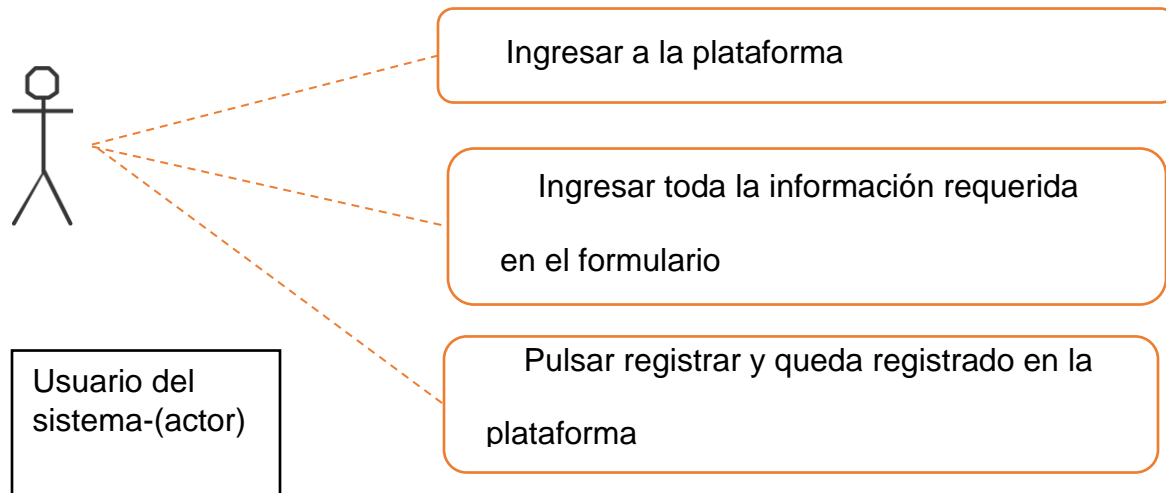 Ingresar a la plataforma
Ingresar toda la información requerida
en el formulario
Pulsar registrar y queda registrado en la
plataforma
Usuario del
sistema-(actor)